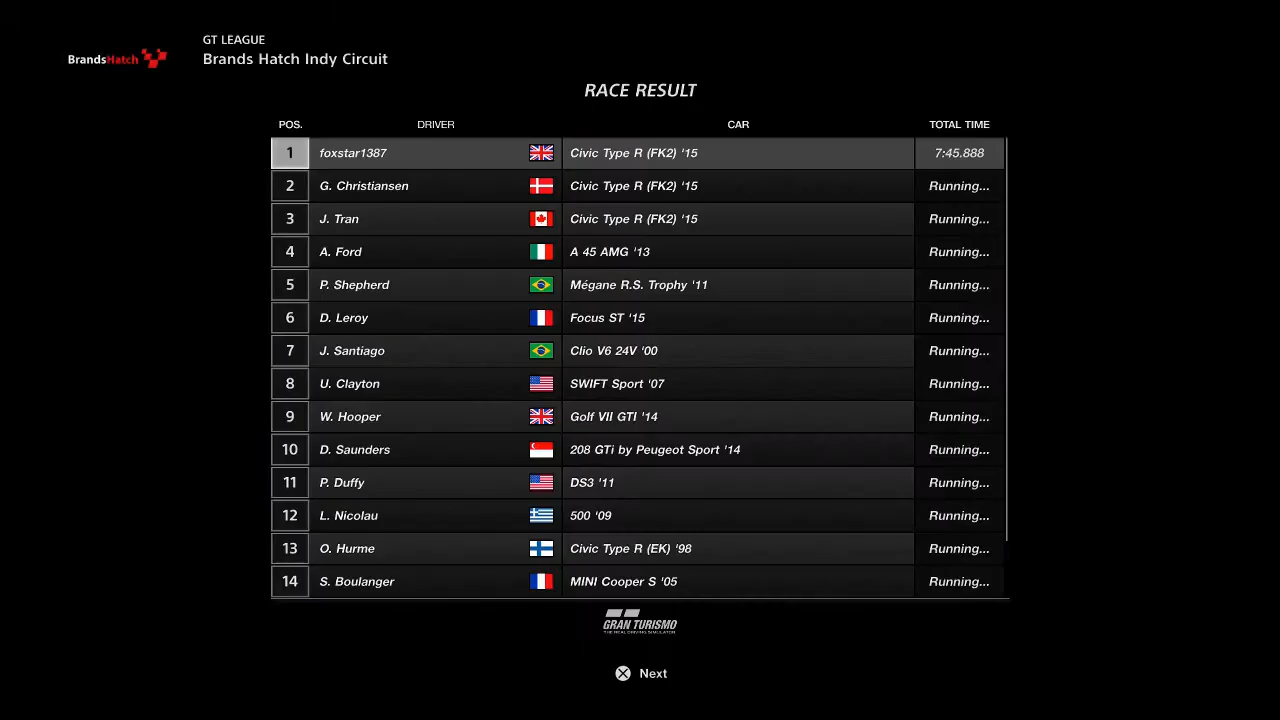 GT LEAGUE
BrandsHatch Brands Hatch Indy Circuit
RACE RESULT
POS. DRIVER CAR TOTAL TIME
1 foxstar1387 Civic Type R (FK2) '15 7:45.888
2 G. Christiansen Civic Type R (FK2) '15 Running...
3 J. Tran Civic Type R (FK2) '15 Running...
4 A. Ford A 45 AMG '13 Running...
5 P. Shepherd Mégane R.S. Trophy '11 Running...
6 D. Leroy Focus ST '15 Running...
7 J. Santiago Clio V6 24V '00 Running...
8 U. Clayton SWIFT Sport '07 Running...
9 W. Hooper Golf VII GTI '14 Running...
10 D. Saunders 208 GTi by Peugeot Sport '14 Running...
11 P. Duffy DS3 '11 Running...
12 L. Nicolau 500 '09 Running...
13 O. Hurme Civic Type R (EK) '98 Running...
14 S. Boulanger MINI Cooper S '05 Running...
GRAN TURISMO
THE REAL DRIVING SIMULATOR
Next